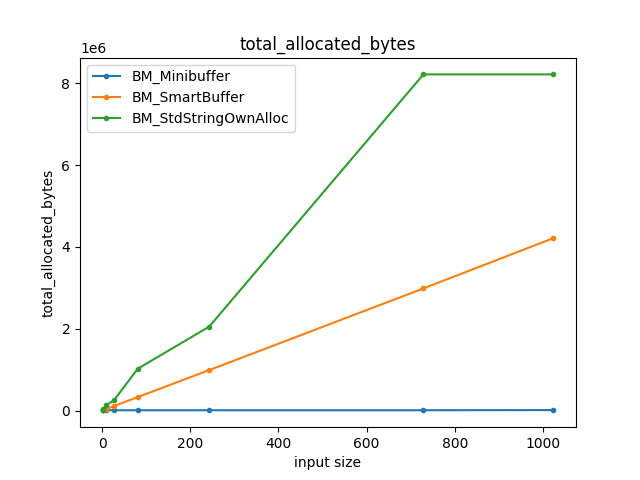 total_allocated_bytes
1e6
BM_Minibuffer
BM_SmartBuffer
BM_StdStringOwnAlloc
total_allocated_bytes
8
6
4
2
0
0
200
400
600
800
1000
input size